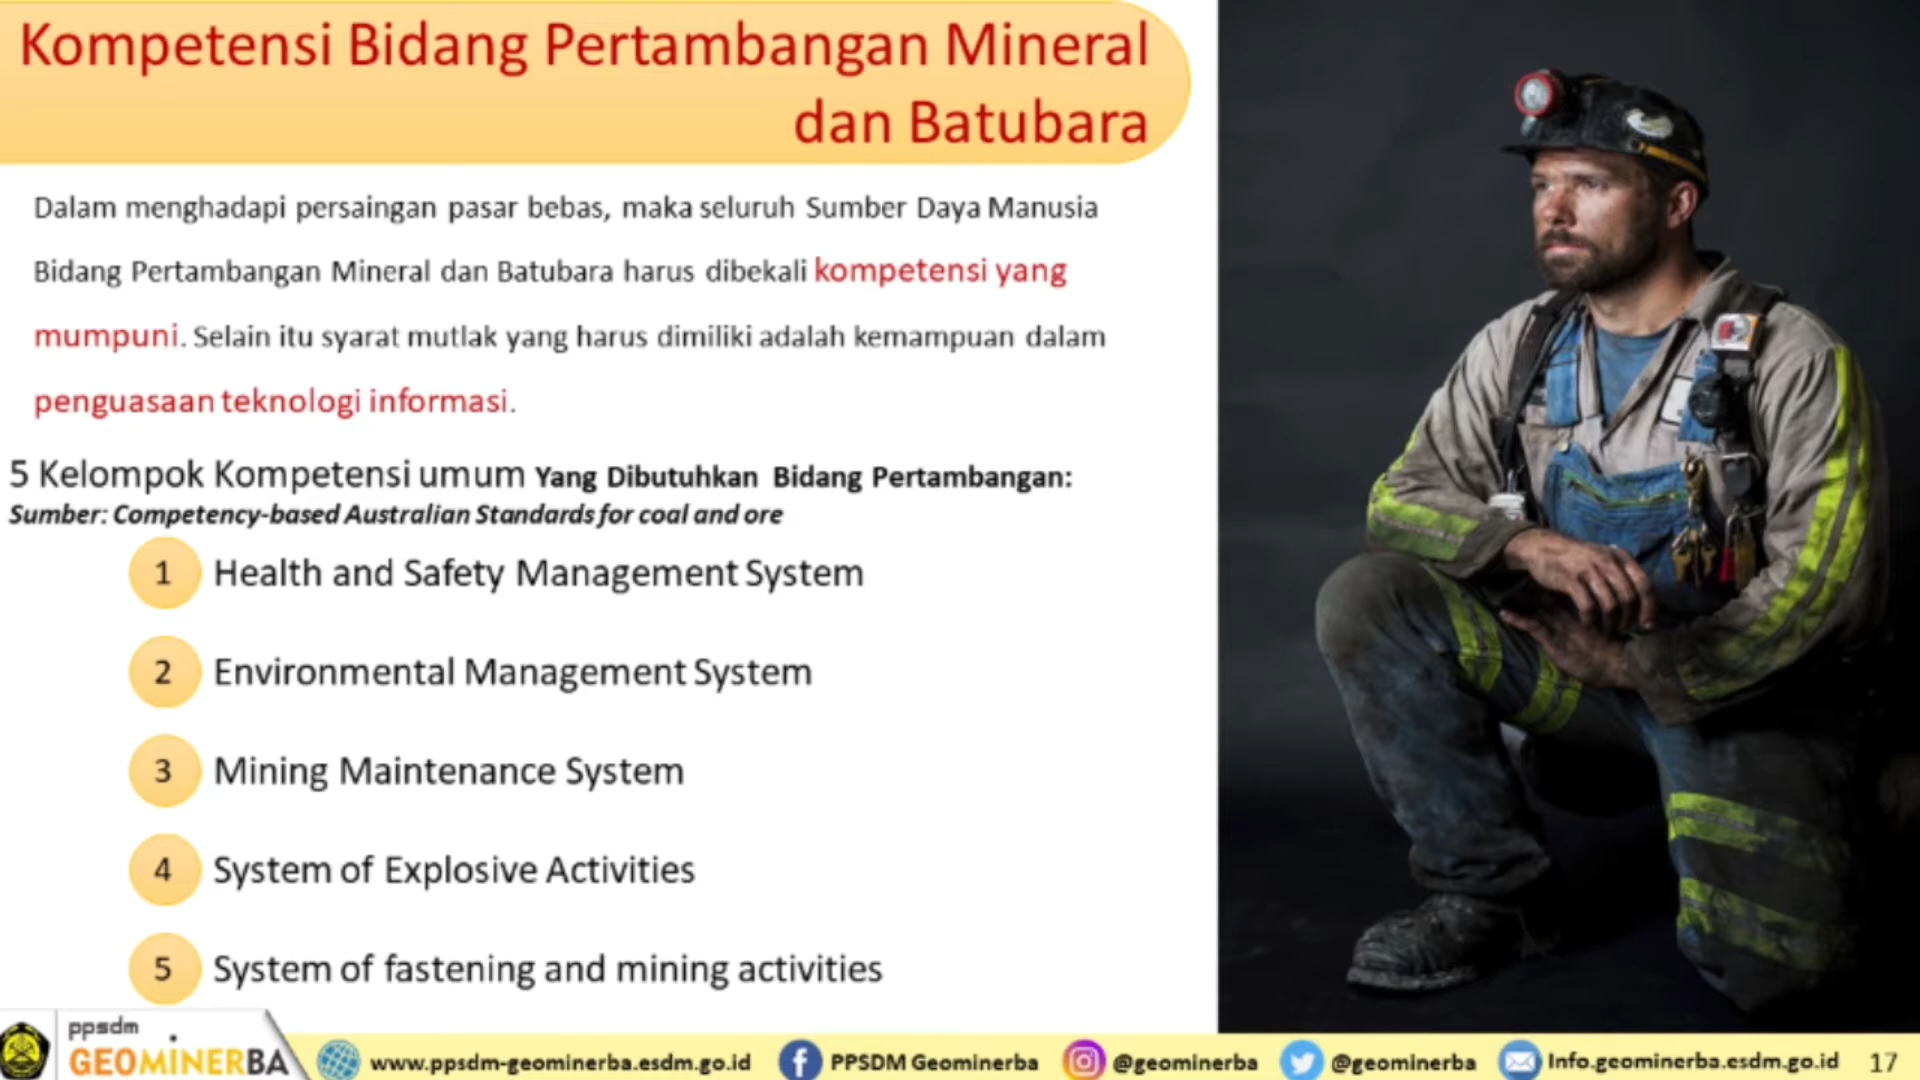 Kompetensi Bidang Pertambangan Mineral
dan Batubara
Dalam menghadapi persaingan pasar bebas, maka seluruh Sumber Daya Manusia
Bidang Pertambangan Mineral dan Batubara harus dibekali kompetensi yang
mumpuni. Selain itu syarat mutlak yang harus dimiliki adalah kemampuan dalam
penguasaan teknologi informasi.
5 Kelompok Kompetensi umum Yang Dibutuhkan Bidang Pertambangan:
Sumber: Competency-based Australian Standards for coal and ore
1 Health and Safety Management System
2 Environmental Management System
3 Mining Maintenance System
4 System of Explosive Activities
5 System of fastening and mining activities
ppsdm
GEOMINERBA
www.ppsdm-geominerba.esdm.go.id PPSDM Geominerba @geominerba @geominerba Info.geominerba.esdm.go.id 17